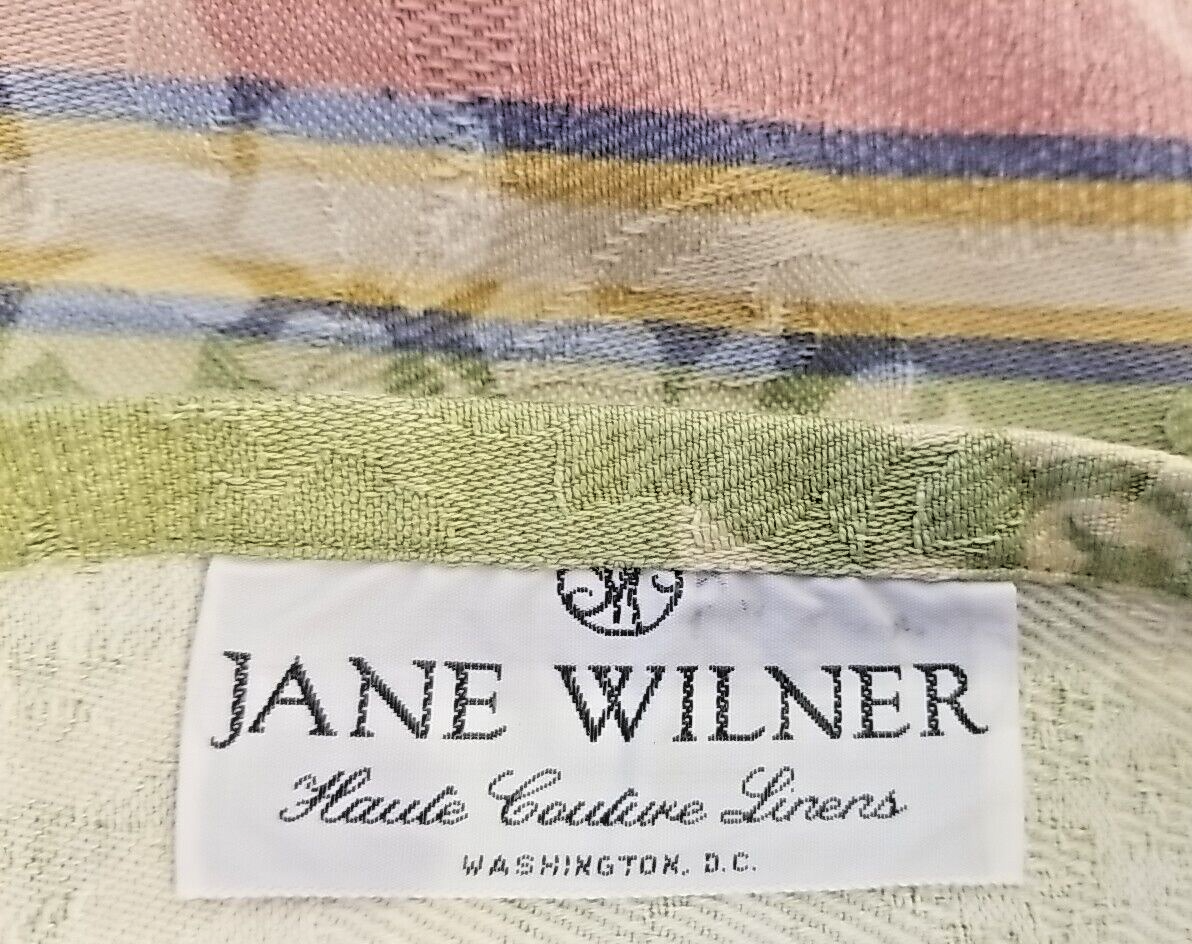 JANE WILNER
Haute Couture Linens
WASHINGTON, D.C.